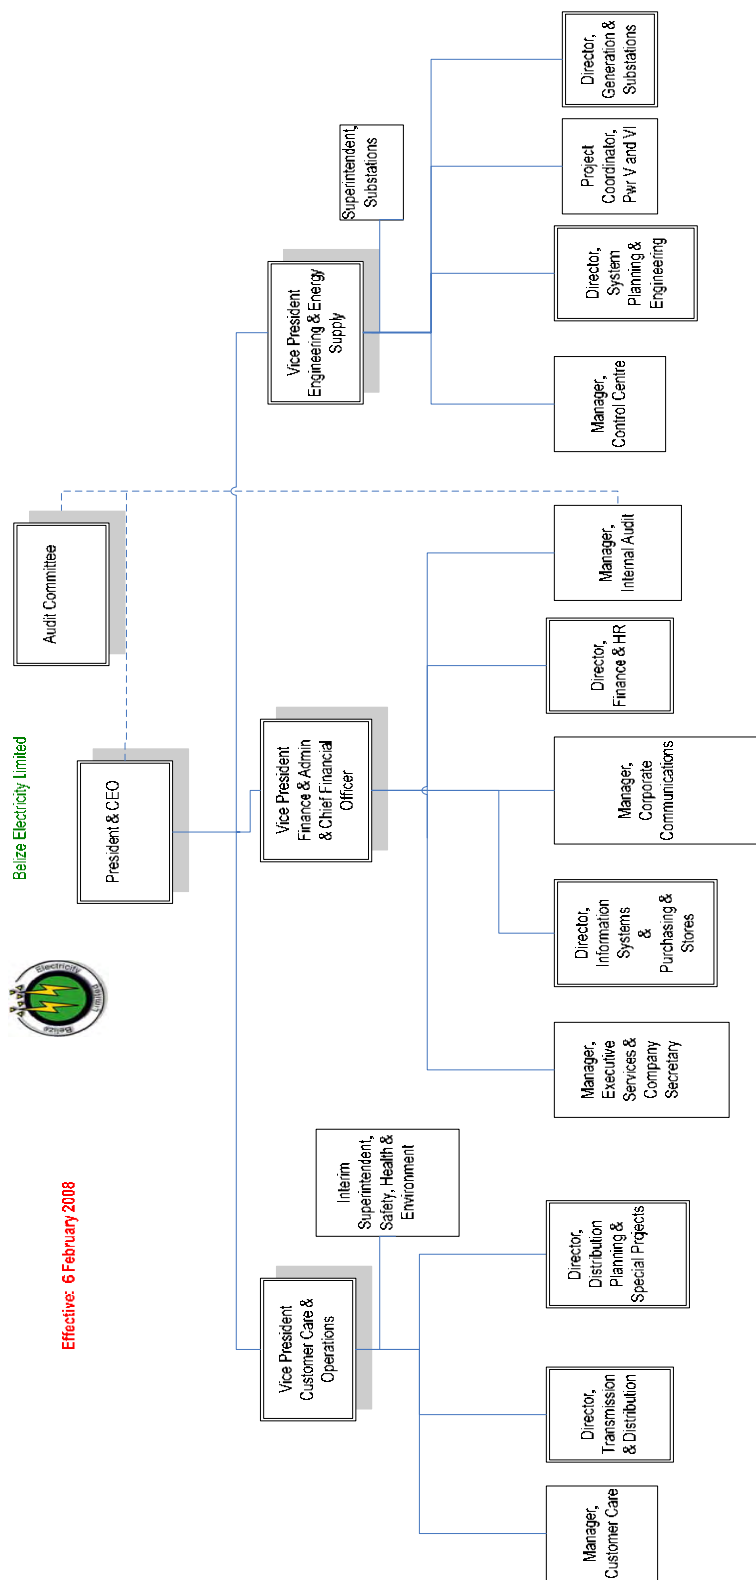 Belize Electricity Limited
Effective: 6 February 2008
Belize
Electricity
Limited
Audit Committee
President & CEO
Vice President
Customer Care &
Operations
Vice President
Finance & Admin
& Chief Financial
Officer
Vice President
Engineering & Energy
Supply
Interim
Superintendent,
Safety, Health &
Environment
Superintendent,
Substations
Manager,
Customer Care
Director,
Transmission
& Distribution
Director,
Distribution
Planning &
Special Projects
Manager,
Executive
Services &
Company
Secretary
Director,
Information
Systems
&
Purchasing &
Stores
Manager,
Corporate
Communications
Director,
Finance & HR
Manager,
Internal Audit
Manager,
Control Centre
Director,
System
Planning &
Engineering
Project
Coordinator,
Pwr V and VI
Director,
Generation &
Substations